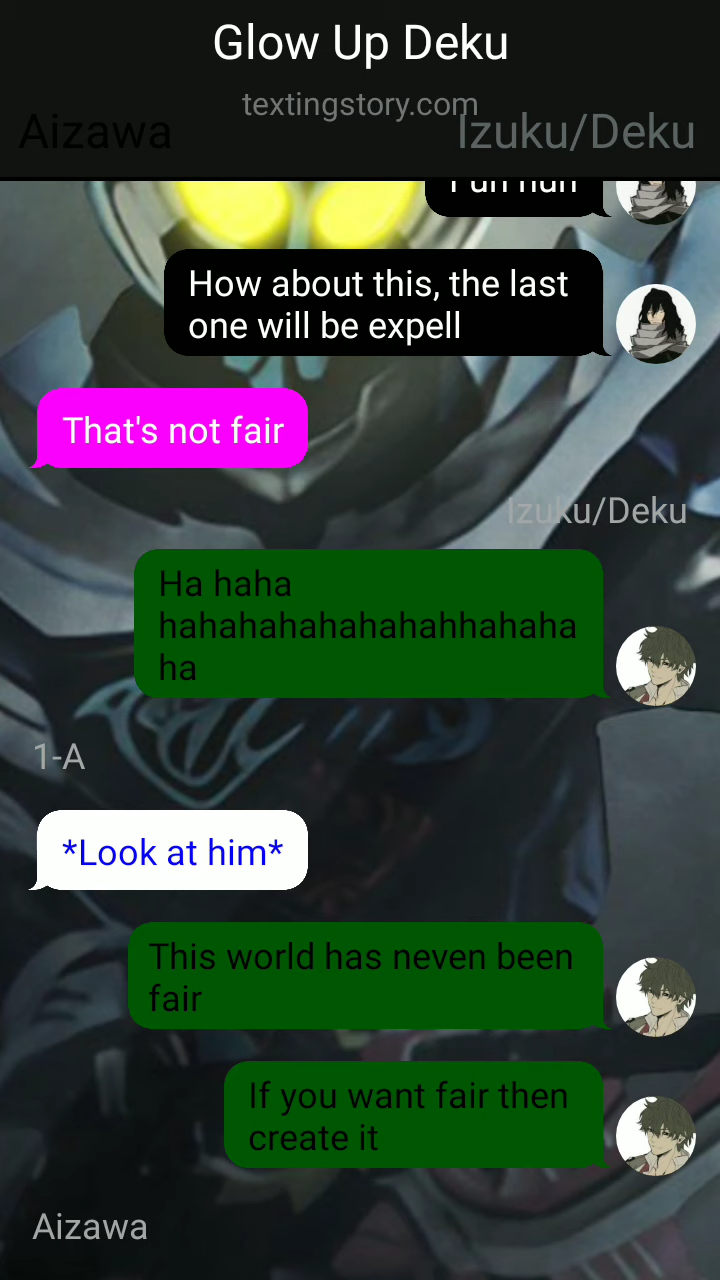 Glow Up Deku
textingstory.com
Aizawa
Izuku/Deku
How about this, the last
one will be expell
That's not fair
Izuku/Deku
Ha haha
hahahahahahahahhahaha
ha
1-A
*Look at him*
This world has neven been
fair
If you want fair then
create it
Aizawa